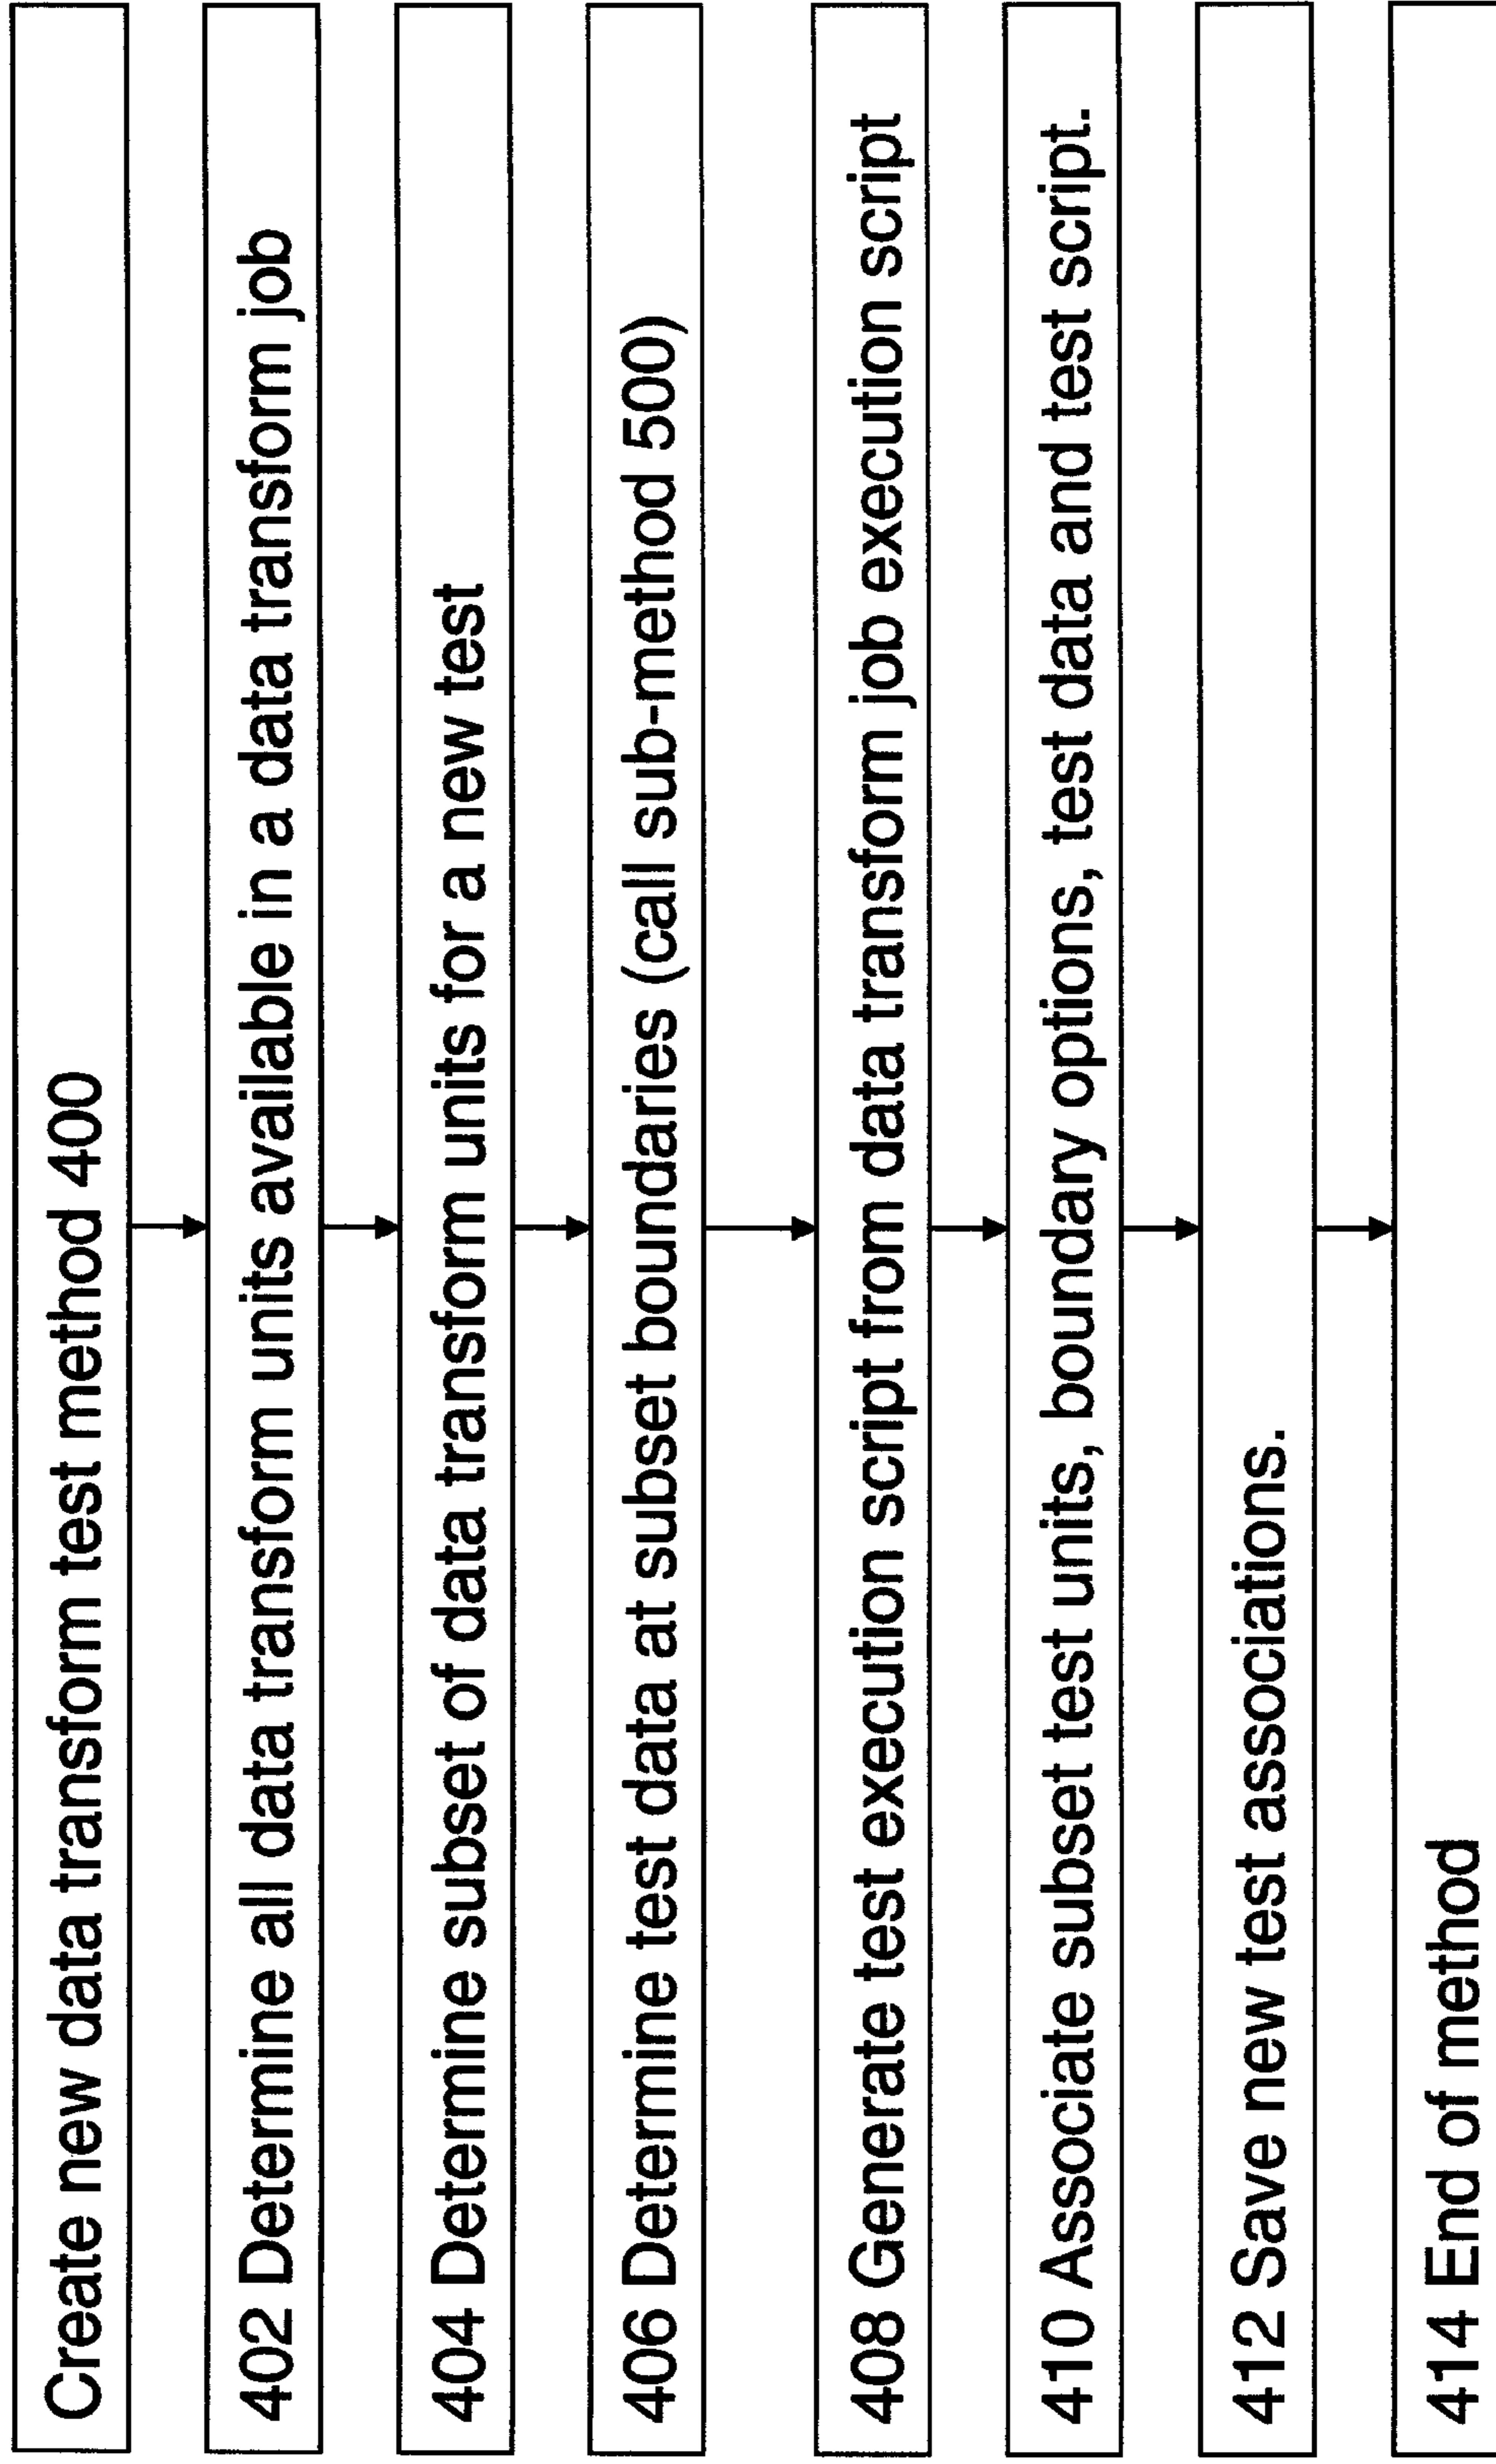 Create new data transform test method 400
402 Determine all data transform units available in a data transform job
404 Determine subset of data transform units for a new test
406 Determine test data at subset boundaries (call sub-method 500)
408 Generate test execution script from data transform job execution script
410 Associate subset test units, boundary options, test data and test script.
412 Save new test associations.
414 End of method